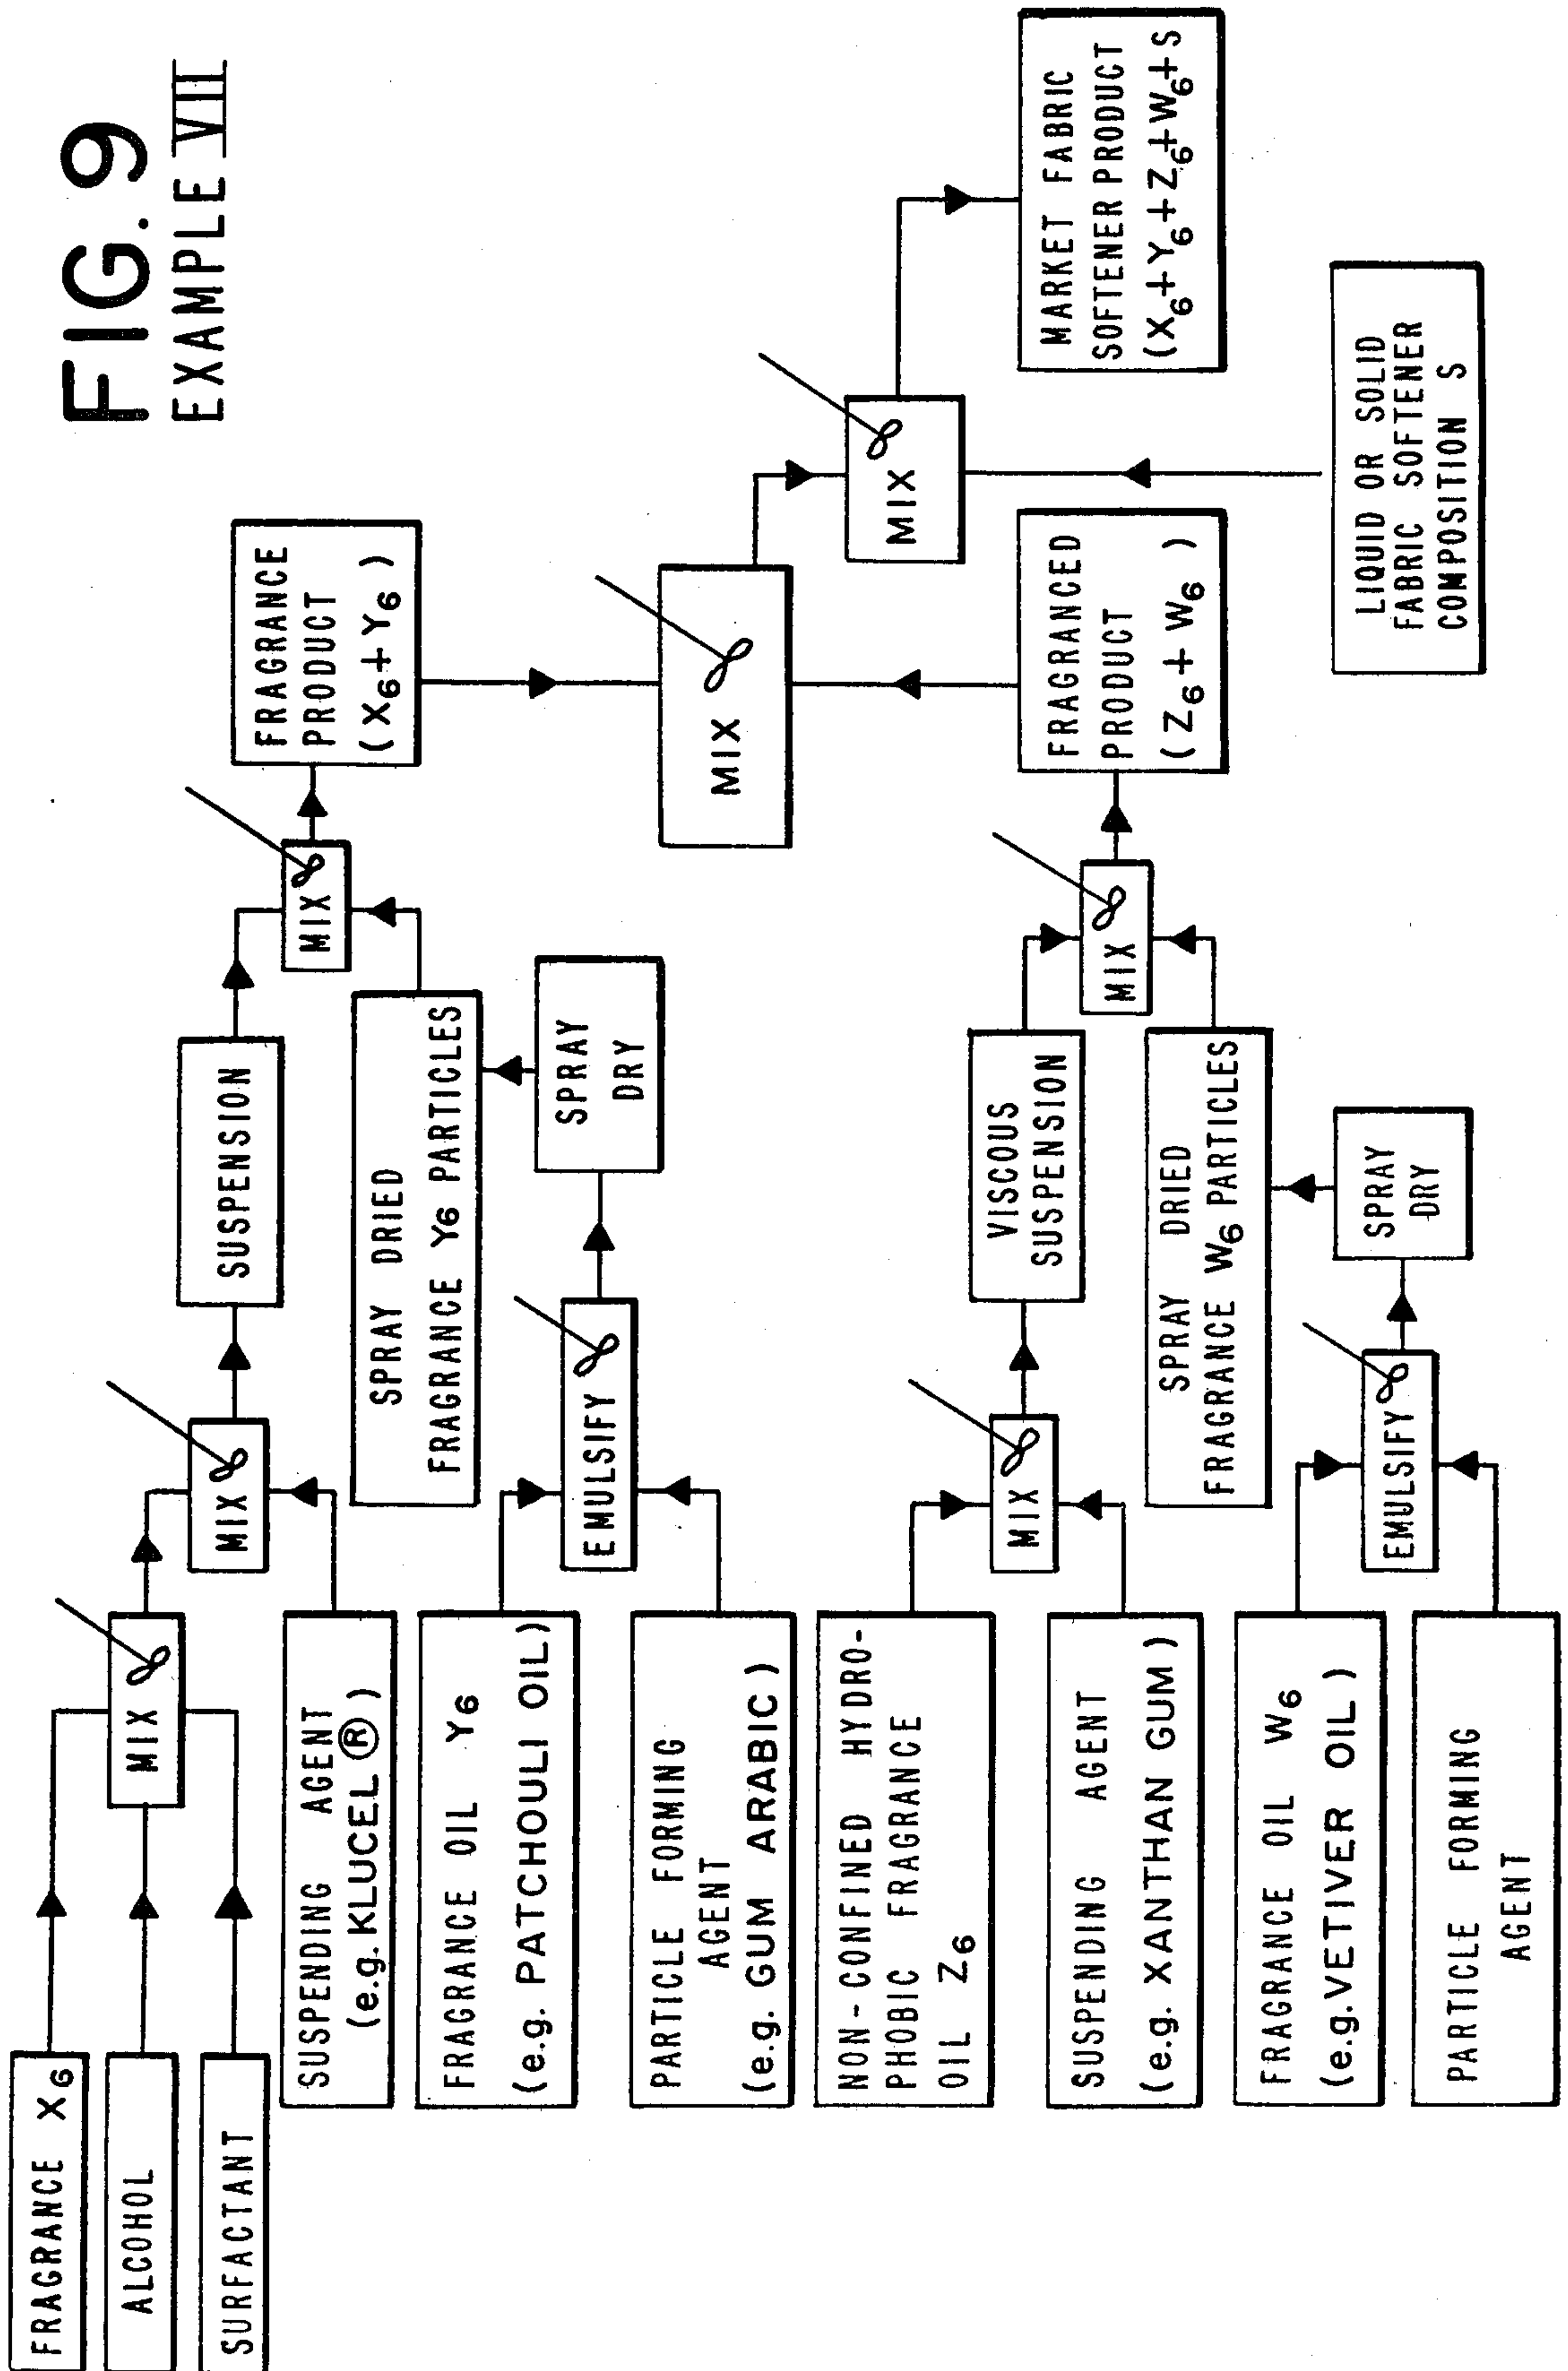 FIG. 9
EXAMPLE VII
FRAGRANCE X6
ALCOHOL
SURFACTANT
MIX
SUSPENDING AGENT
(e.g. KLUCEL®)
MIX
SUSPENSION
FRAGRANCE OIL Y6
(e.g. PATCHOULI OIL)
PARTICLE FORMING
AGENT
(e.g. GUM ARABIC)
EMULSIFY
SPRAY
DRY
SPRAY DRIED
FRAGRANCE Y6 PARTICLES
MIX
FRAGRANCE
PRODUCT
(X6+Y6)
NON-CONFINED HYDRO-
PHOBIC FRAGRANCE
OIL Z6
SUSPENDING AGENT
(e.g. XANTHAN GUM)
MIX
VISCOUS
SUSPENSION
FRAGRANCE OIL W6
(e.g. VETIVER OIL)
PARTICLE FORMING
AGENT
EMULSIFY
SPRAY
DRY
SPRAY DRIED
FRAGRANCE W6 PARTICLES
MIX
FRAGRANCED
PRODUCT
(Z6+W6)
MIX
LIQUID OR SOLID
FABRIC SOFTENER
COMPOSITION S
MIX
MARKET FABRIC
SOFTENER PRODUCT
(X6+Y6+Z6+W6+S